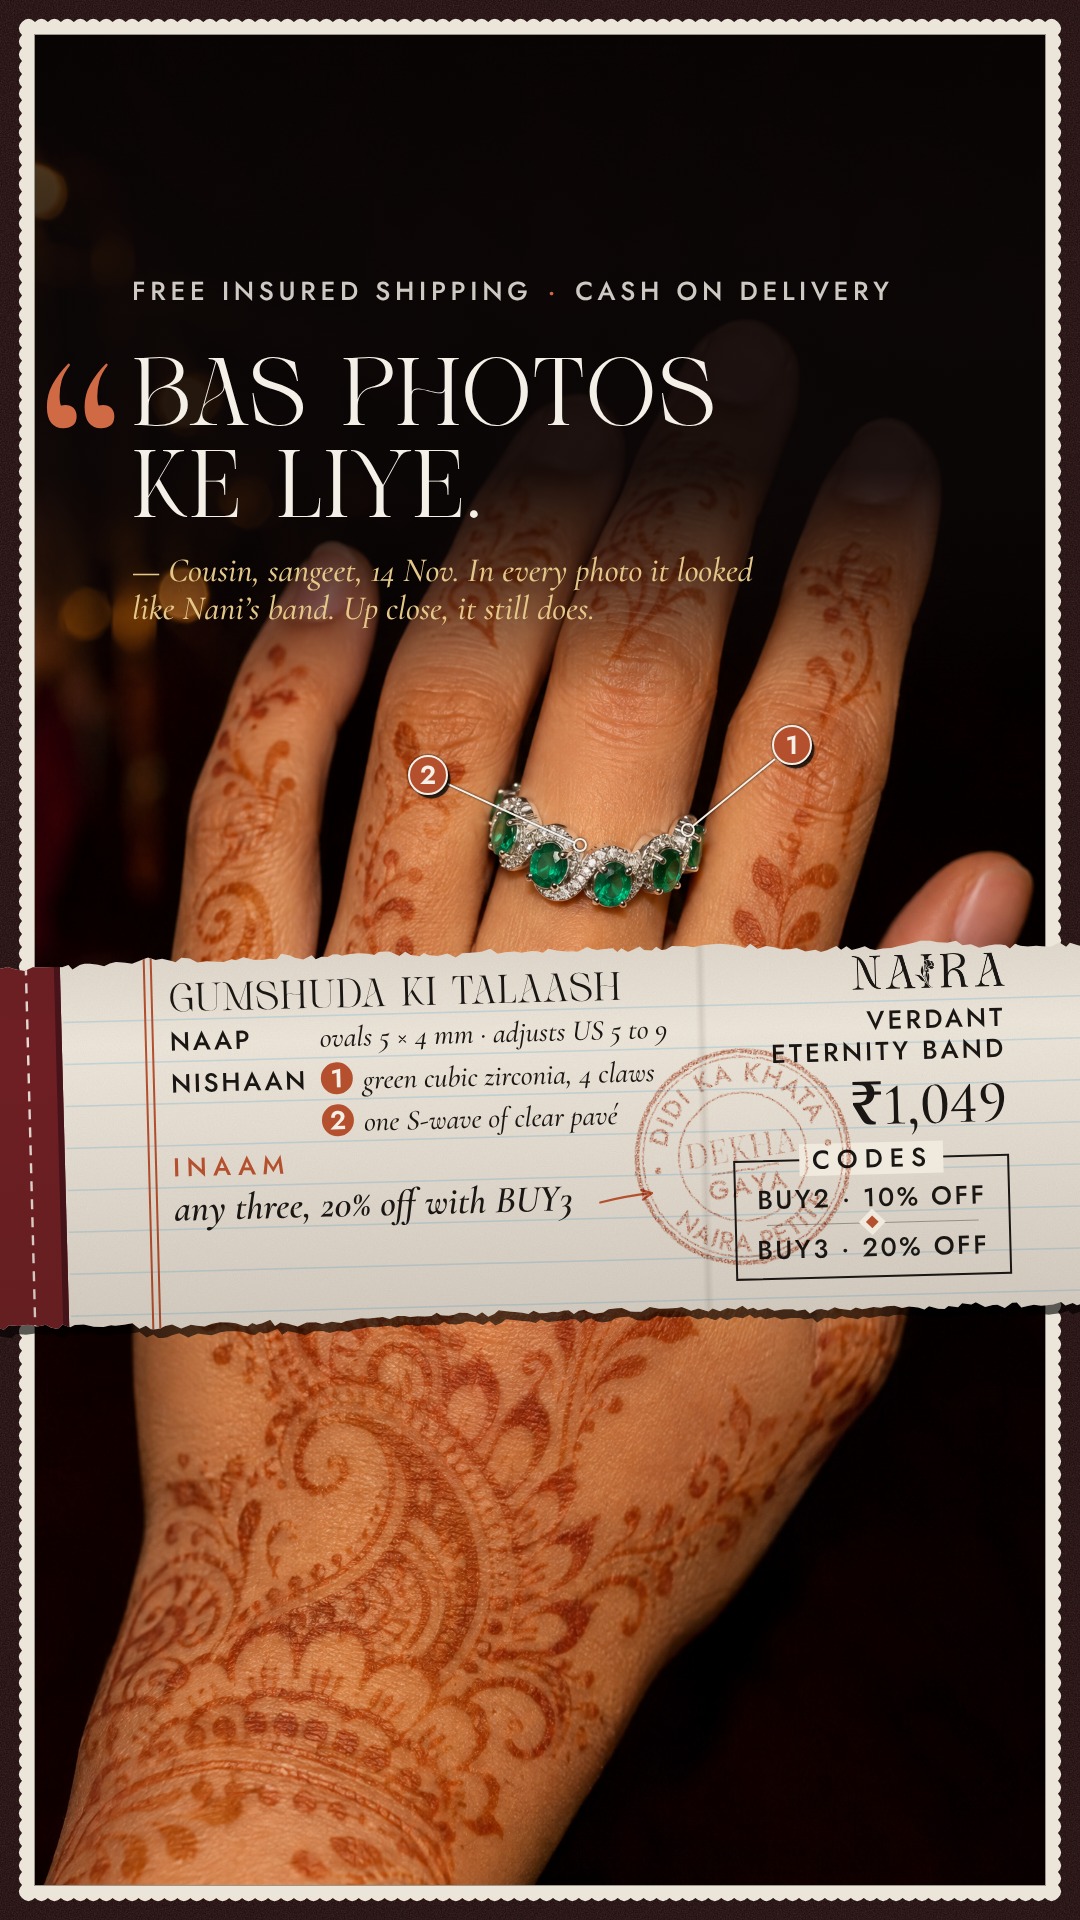 FREE INSURED SHIPPING · CASH ON DELIVERY
“BAS PHOTOS
KE LIYE.
— Cousin, sangeet, 14 Nov. In every photo it looked
like Nani’s band. Up close, it still does.
1
2
GUMSHUDA KI TALAASH
NAAP ovals 5 × 4 mm · adjusts US 5 to 9
NISHAAN 1 green cubic zirconia, 4 claws
2 one S-wave of clear pavé
INAAM
any three, 20% off with BUY3
NAIRA
VERDANT
ETERNITY BAND
₹1,049
CODES
BUY2 · 10% OFF
BUY3 · 20% OFF
DIDI KA KHATA
DEKHA
GAYA
NAIRA PETITE